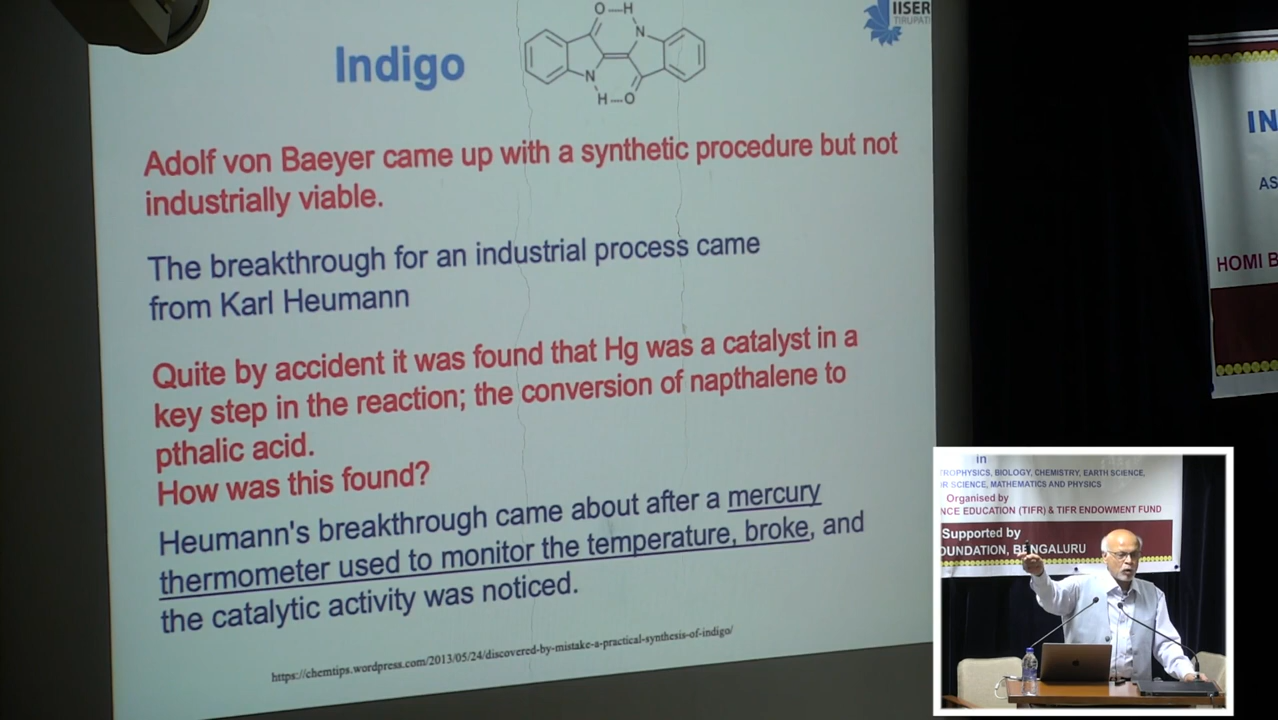 IISER
TIRUPATI
Indigo
O H
N
N
H O
Adolf von Baeyer came up with a synthetic procedure but not
industrially viable.
The breakthrough for an industrial process came
from Karl Heumann
Quite by accident it was found that Hg was a catalyst in a
key step in the reaction; the conversion of napthalene to
pthalic acid.
How was this found?
Heumann's breakthrough came about after a mercury
thermometer used to monitor the temperature, broke, and
the catalytic activity was noticed.
https://chemtips.wordpress.com/2013/05/24/discovered-by-mistake-a-practical-synthesis-of-indigo/
IN
AS
HOMI B
in
TROPHYSICS, BIOLOGY, CHEMISTRY, EARTH SCIENCE,
R SCIENCE, MATHEMATICS AND PHYSICS
Organised by
NCE EDUCATION (TIFR) & TIFR ENDOWMENT FUND
Supported by
OUNDATION, BENGALURU